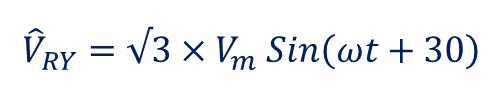 V̂_RY = √3 × V_m Sin(ωt + 30)